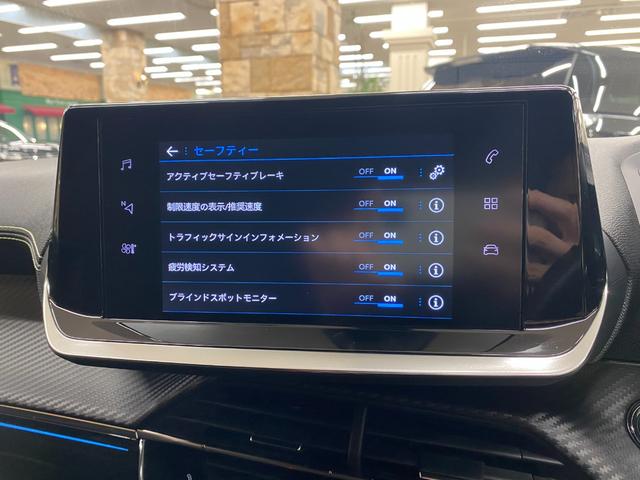 セーフティー
アクティブセーフティブレーキ OFF ON
制限速度の表示/推奨速度 OFF ON
トラフィックサインインフォメーション OFF ON
疲労検知システム OFF ON
ブラインドスポットモニター OFF ON
N